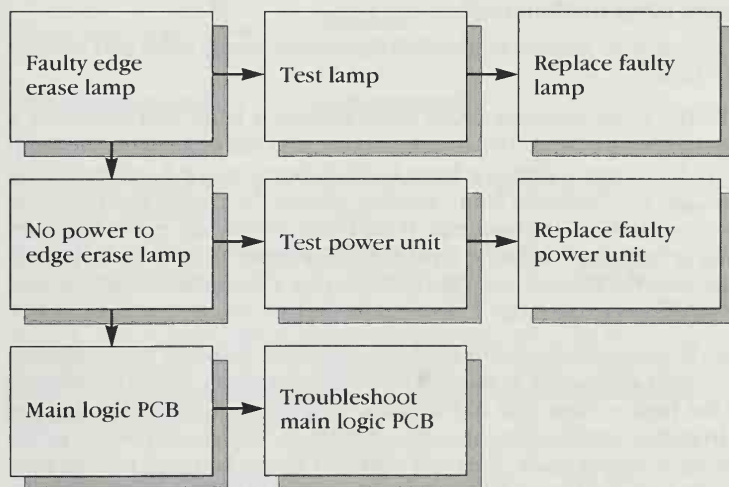 Faulty edge
erase lamp
Test lamp
Replace faulty
lamp
No power to
edge erase lamp
Test power unit
Replace faulty
power unit
Main logic PCB
Troubleshoot
main logic PCB